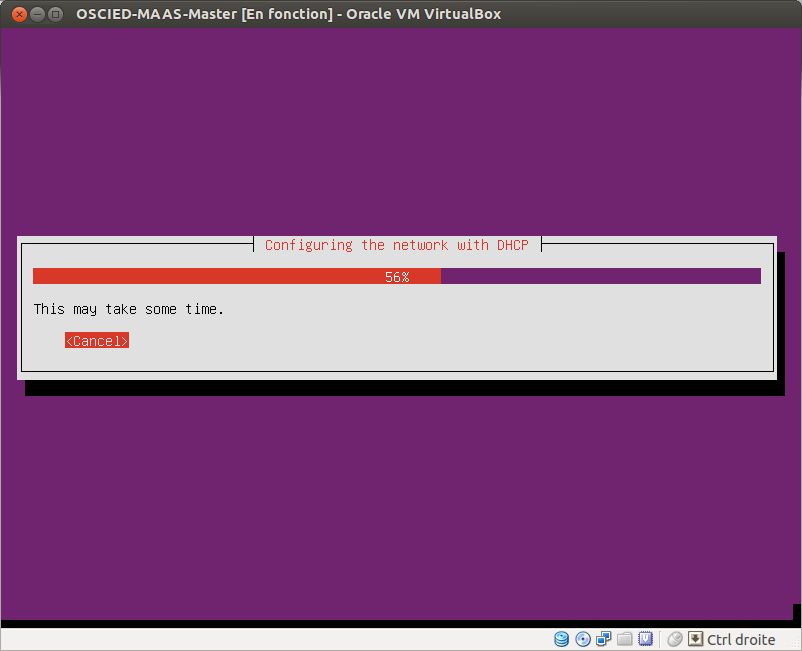 OSCIED-MAAS-Master [En fonction] - Oracle VM VirtualBox
Configuring the network with DHCP
56%
This may take some time.
<Cancel>
Ctrl droite